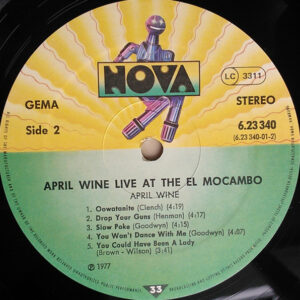 NOVA
LC 3311
GEMA
STEREO
Side 2
6.23 340
(6.23 340-01-2)
APRIL WINE LIVE AT THE EL MOCAMBO
APRIL WINE
1. Oowatanite (Clench) (4:19)
2. Drop Your Guns (Henman) (4:17)
3. Slow Poke (Goodwyn) (4:19)
4. You Won't Dance With Me (Goodwyn) (4:07)
5. You Could Have Been A Lady
(Brown - Wilson) (3:41)
℗ 1977
33